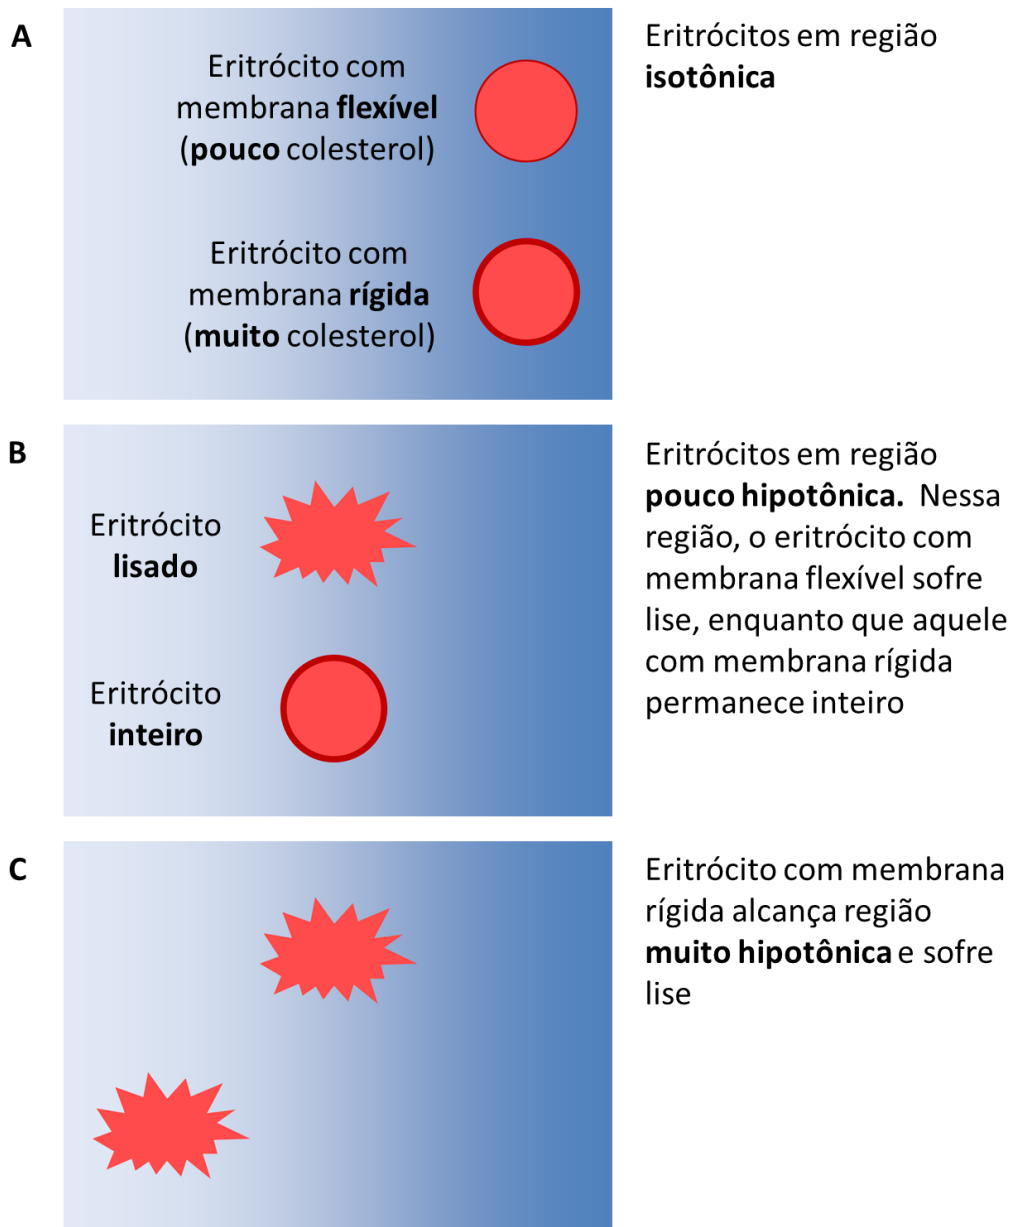 A
Eritrócito com
membrana flexível
(pouco colesterol)
Eritrócito com
membrana rígida
(muito colesterol)
Eritrócitos em região
isotônica
B
Eritrócito
lisado
Eritrócito
inteiro
Eritrócitos em região
pouco hipotônica. Nessa
região, o eritrócito com
membrana flexível sofre
lise, enquanto que aquele
com membrana rígida
permanece inteiro
C
Eritrócito com membrana
rígida alcança região
muito hipotônica e sofre
lise